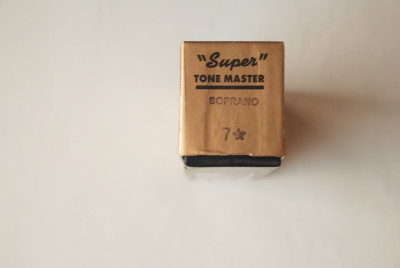 "Super"
TONE MASTER
SOPRANO
7*